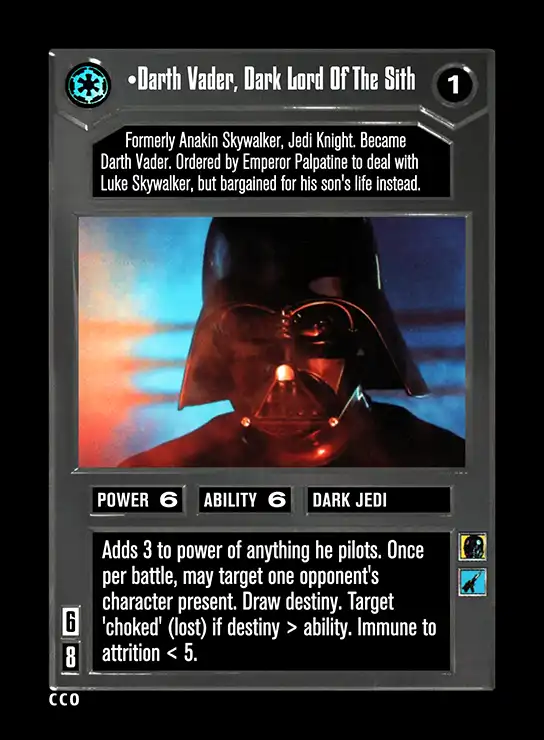 •Darth Vader, Dark Lord Of The Sith
1
Formerly Anakin Skywalker, Jedi Knight. Became
Darth Vader. Ordered by Emperor Palpatine to deal with
Luke Skywalker, but bargained for his son's life instead.
POWER 6 ABILITY 6 DARK JEDI
Adds 3 to power of anything he pilots. Once
per battle, may target one opponent's
character present. Draw destiny. Target
'choked' (lost) if destiny > ability. Immune to
attrition < 5.
6
8
CCO